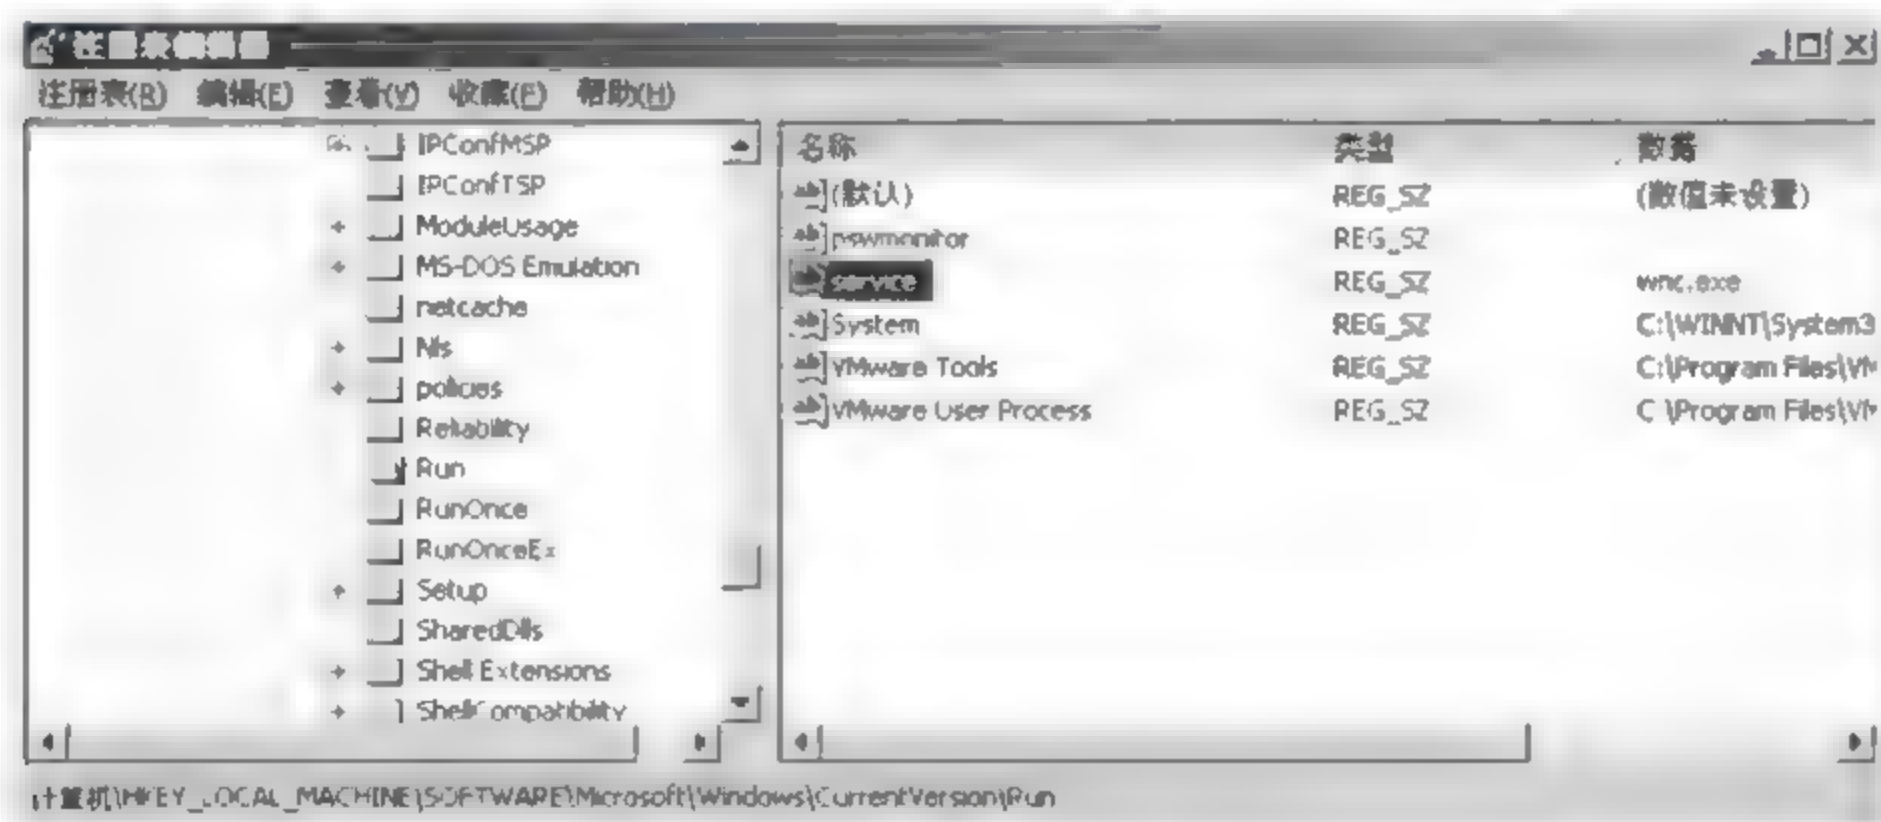 注册表编辑器
注册表(R) 编辑(E) 查看(V) 收藏(F) 帮助(H)
IPConfMSP
IPConfTSP
ModuleUsage
MS-DOS Emulation
netcache
Nls
policies
Reliability
Run
RunOnce
RunOnceEx
Setup
SharedDlls
Shell Extensions
ShellCompatibility
名称 类型 数据
(默认) REG_SZ (数值未设置)
pswmonitor REG_SZ
service REG_SZ wnc.exe
System REG_SZ C:\WINNT\System3
VMware Tools REG_SZ C:\Program Files\VM
VMware User Process REG_SZ C:\Program Files\VM
计算机\HKEY_LOCAL_MACHINE\SOFTWARE\Microsoft\Windows\CurrentVersion\Run